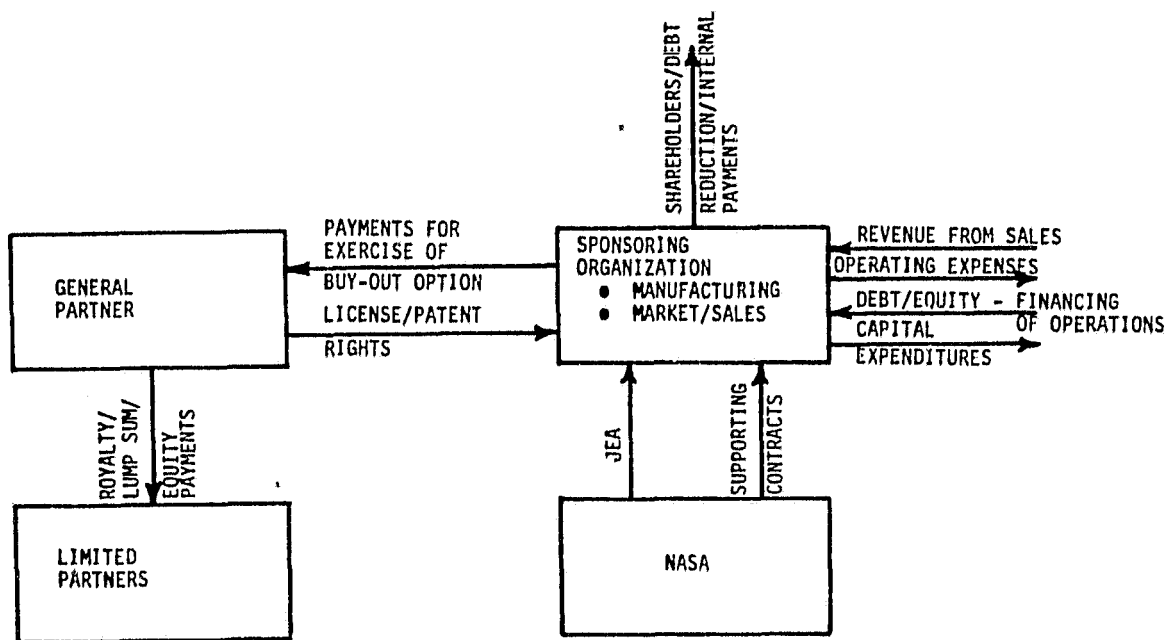 SHAREHOLDERS/DEBT
REDUCTION/INTERNAL
PAYMENTS
GENERAL
PARTNER
PAYMENTS FOR
EXERCISE OF
BUY-OUT OPTION
LICENSE/PATENT
RIGHTS
SPONSORING
ORGANIZATION
● MANUFACTURING
● MARKET/SALES
REVENUE FROM SALES
OPERATING EXPENSES
DEBT/EQUITY - FINANCING
OF OPERATIONS
CAPITAL
EXPENDITURES
ROYALTY/
LUMP SUM/
EQUITY
PAYMENTS
JEA
SUPPORTING
CONTRACTS
LIMITED
PARTNERS
NASA